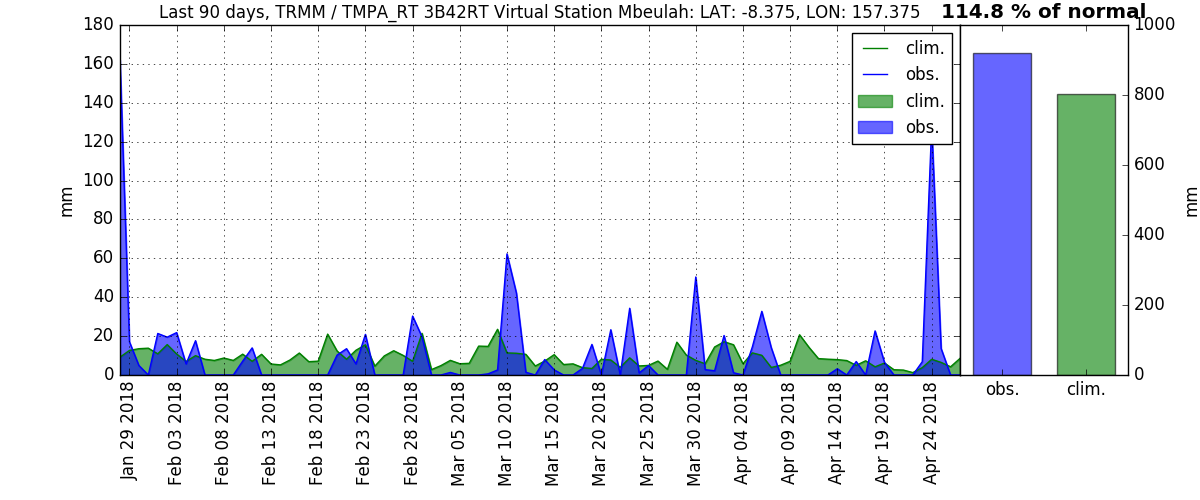 Last 90 days, TRMM / TMPA_RT 3B42RT Virtual Station Mbeulah: LAT: -8.375, LON: 157.375
114.8 % of normal
180
160
140
120
100
80
60
40
20
0
mm
clim.
obs.
clim.
obs.
1000
800
600
400
200
0
mm
obs.
clim.
Jan 29 2018
Feb 03 2018
Feb 08 2018
Feb 13 2018
Feb 18 2018
Feb 23 2018
Feb 28 2018
Mar 05 2018
Mar 10 2018
Mar 15 2018
Mar 20 2018
Mar 25 2018
Mar 30 2018
Apr 04 2018
Apr 09 2018
Apr 14 2018
Apr 19 2018
Apr 24 2018